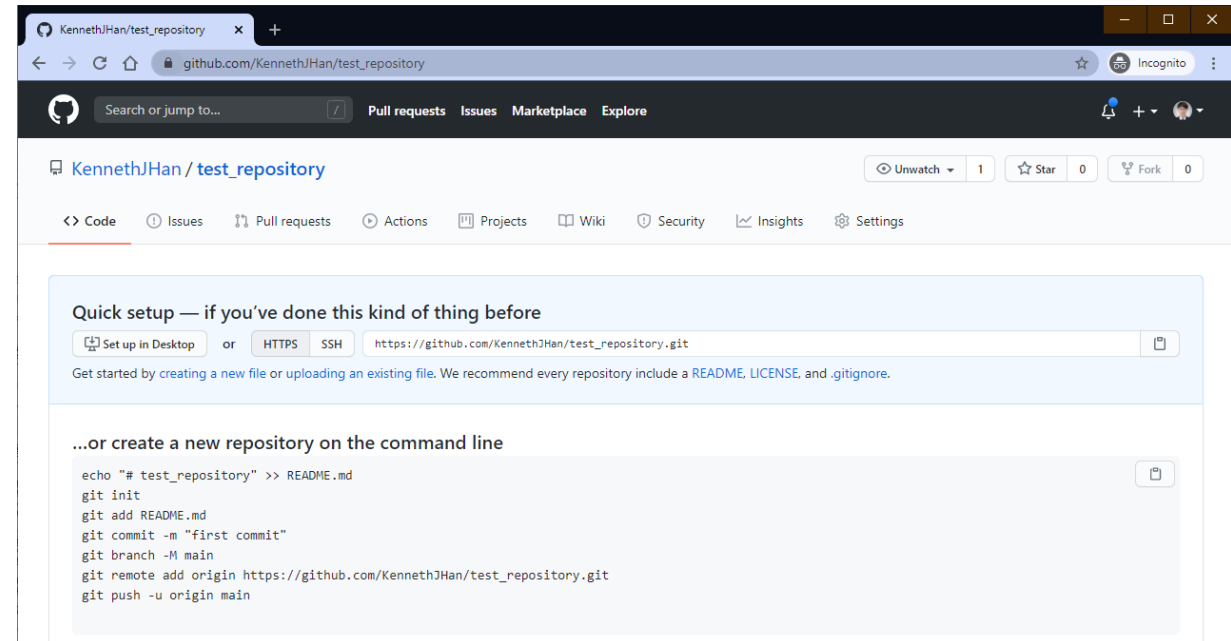 KennethJHan/test_repository
github.com/KennethJHan/test_repository Incognito
Search or jump to... / Pull requests Issues Marketplace Explore
KennethJHan / test_repository Unwatch 1 Star 0 Fork 0
<> Code Issues Pull requests Actions Projects Wiki Security Insights Settings
Quick setup — if you’ve done this kind of thing before
Set up in Desktop or HTTPS SSH https://github.com/KennethJHan/test_repository.git
Get started by creating a new file or uploading an existing file. We recommend every repository include a README, LICENSE, and .gitignore.
…or create a new repository on the command line
echo "# test_repository" >> README.md
git init
git add README.md
git commit -m "first commit"
git branch -M main
git remote add origin https://github.com/KennethJHan/test_repository.git
git push -u origin main